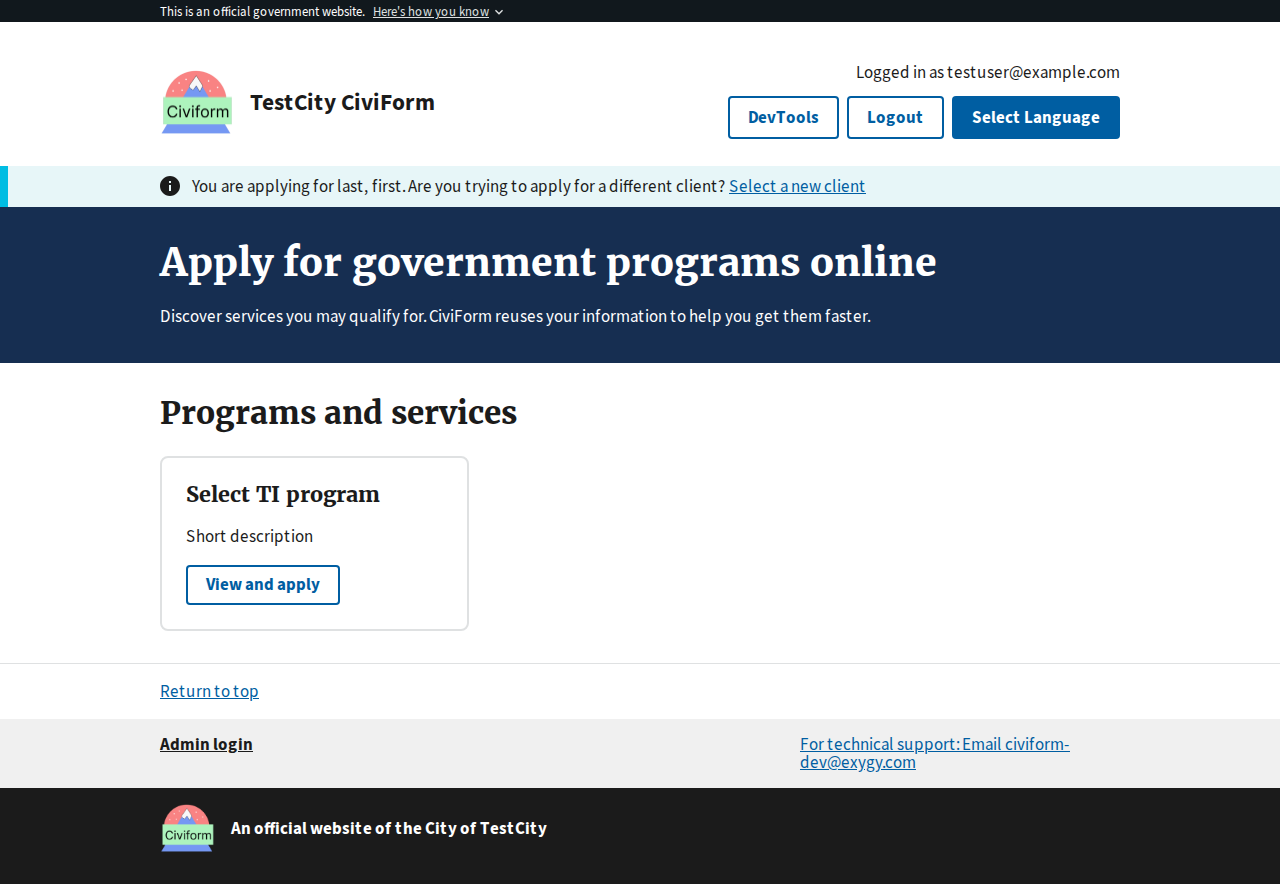 This is an official government website. Here's how you know
Logged in as testuser@example.com
Civiform
TestCity CiviForm
DevTools
Logout
Select Language
You are applying for last, first. Are you trying to apply for a different client? Select a new client
Apply for government programs online
Discover services you may qualify for. CiviForm reuses your information to help you get them faster.
Programs and services
Select TI program
Short description
View and apply
Return to top
Admin login
For technical support: Email civiform-
dev@exygy.com
Civiform
An official website of the City of TestCity